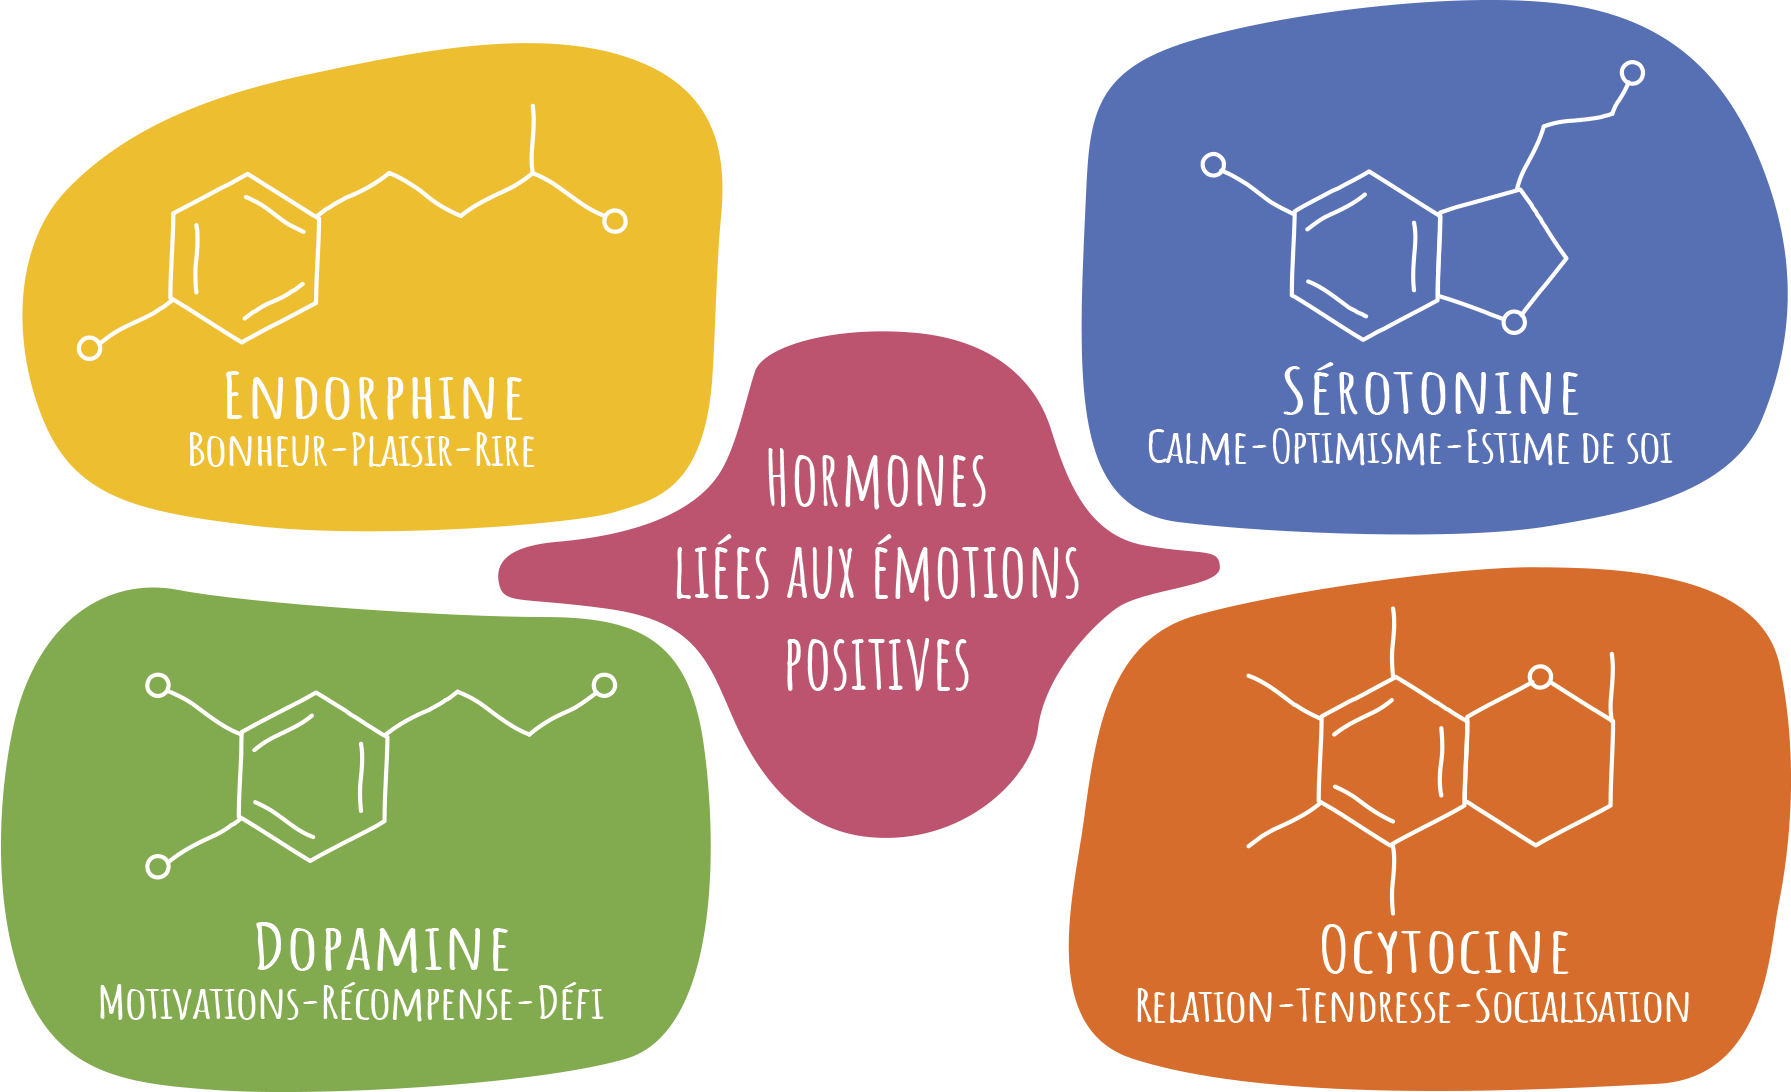 Endorphine
Bonheur-Plaisir-Rire
Sérotonine
Calme-Optimisme-Estime de soi
Hormones
liées aux émotions
positives
Dopamine
Motivations-Récompense-Défi
Ocytocine
Relation-Tendresse-Socialisation